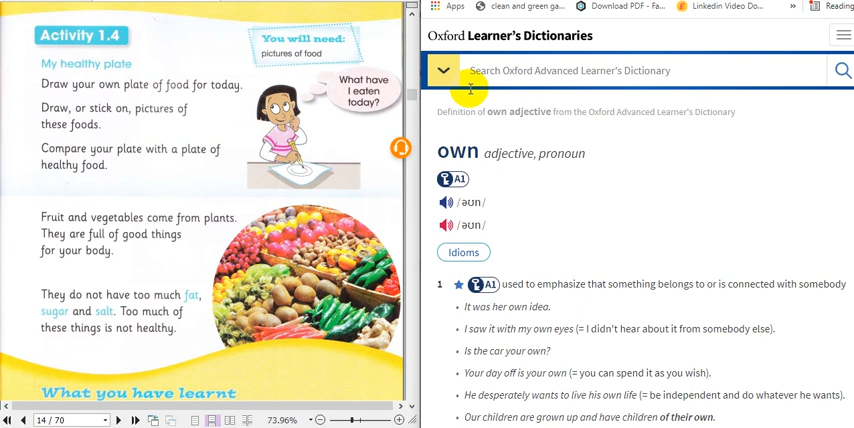 Activity 1.4
You will need:
pictures of food
My healthy plate
Draw your own plate of food for today.
Draw, or stick on, pictures of
these foods.
Compare your plate with a plate of
healthy food.
What have
I eaten
today?
Fruit and vegetables come from plants.
They are full of good things
for your body.
They do not have too much fat,
sugar and salt. Too much of
these things is not healthy.
What you have learnt
14 / 70
73.96%
Apps
clean and green ga...
Download PDF - Fa...
Linkedin Video Do...
»
Reading
Oxford Learner's Dictionaries
Search Oxford Advanced Learner's Dictionary
Definition of own adjective from the Oxford Advanced Learner's Dictionary
own adjective, pronoun
A1
/əʊn/
/əʊn/
Idioms
1 A1 used to emphasize that something belongs to or is connected with somebody
• It was her own idea.
• I saw it with my own eyes (= I didn't hear about it from somebody else).
• Is the car your own?
• Your day off is your own (= you can spend it as you wish).
• He desperately wants to live his own life (= be independent and do whatever he wants).
• Our children are grown up and have children of their own.